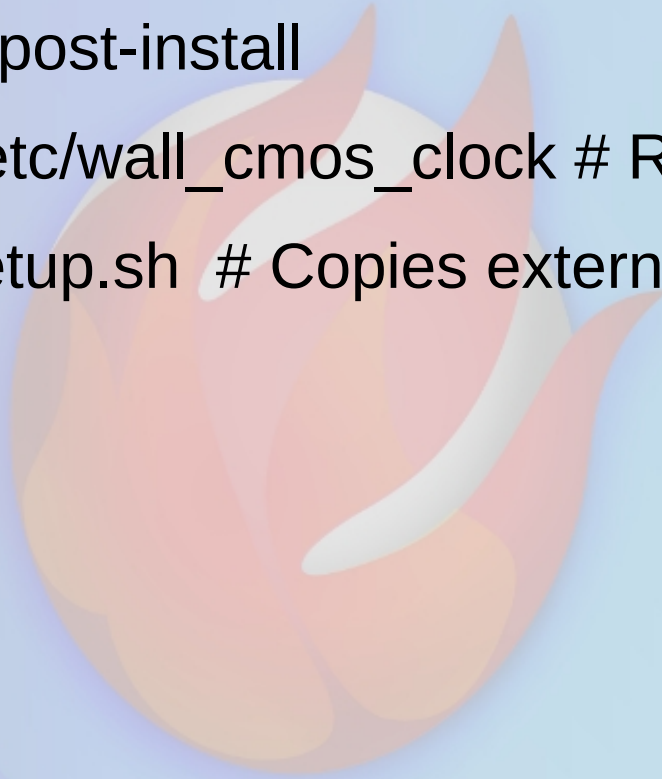 post-install
etc/wall_cmos_clock # R
etup.sh # Copies extern